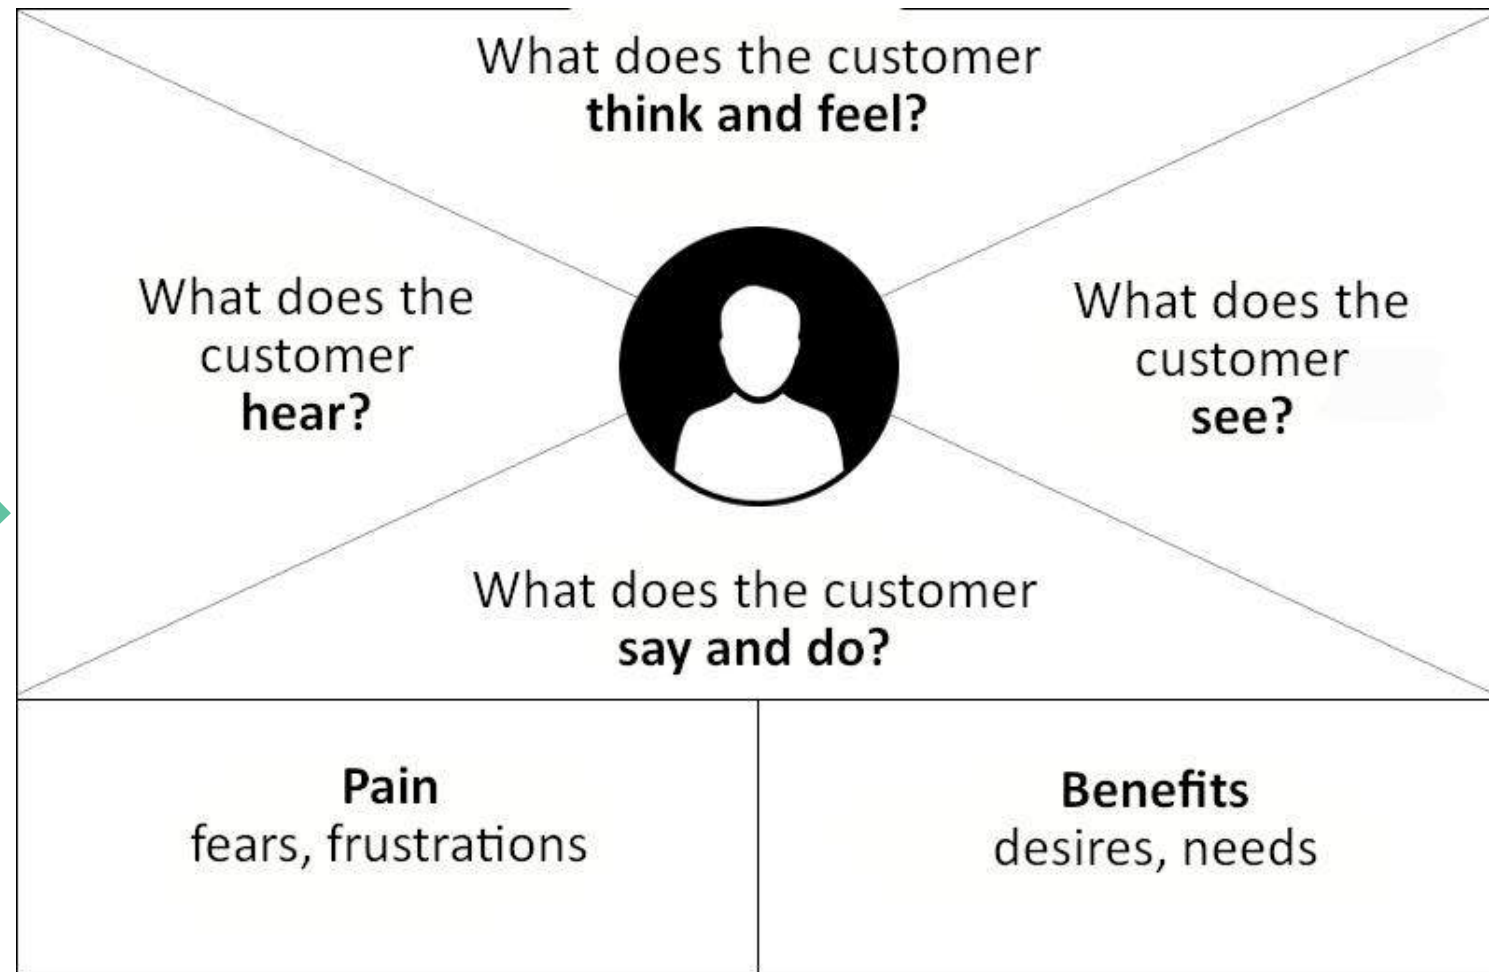 What does the customer
think and feel?
What does the
customer
hear?
What does the
customer
see?
What does the customer
say and do?
Pain
fears, frustrations
Benefits
desires, needs